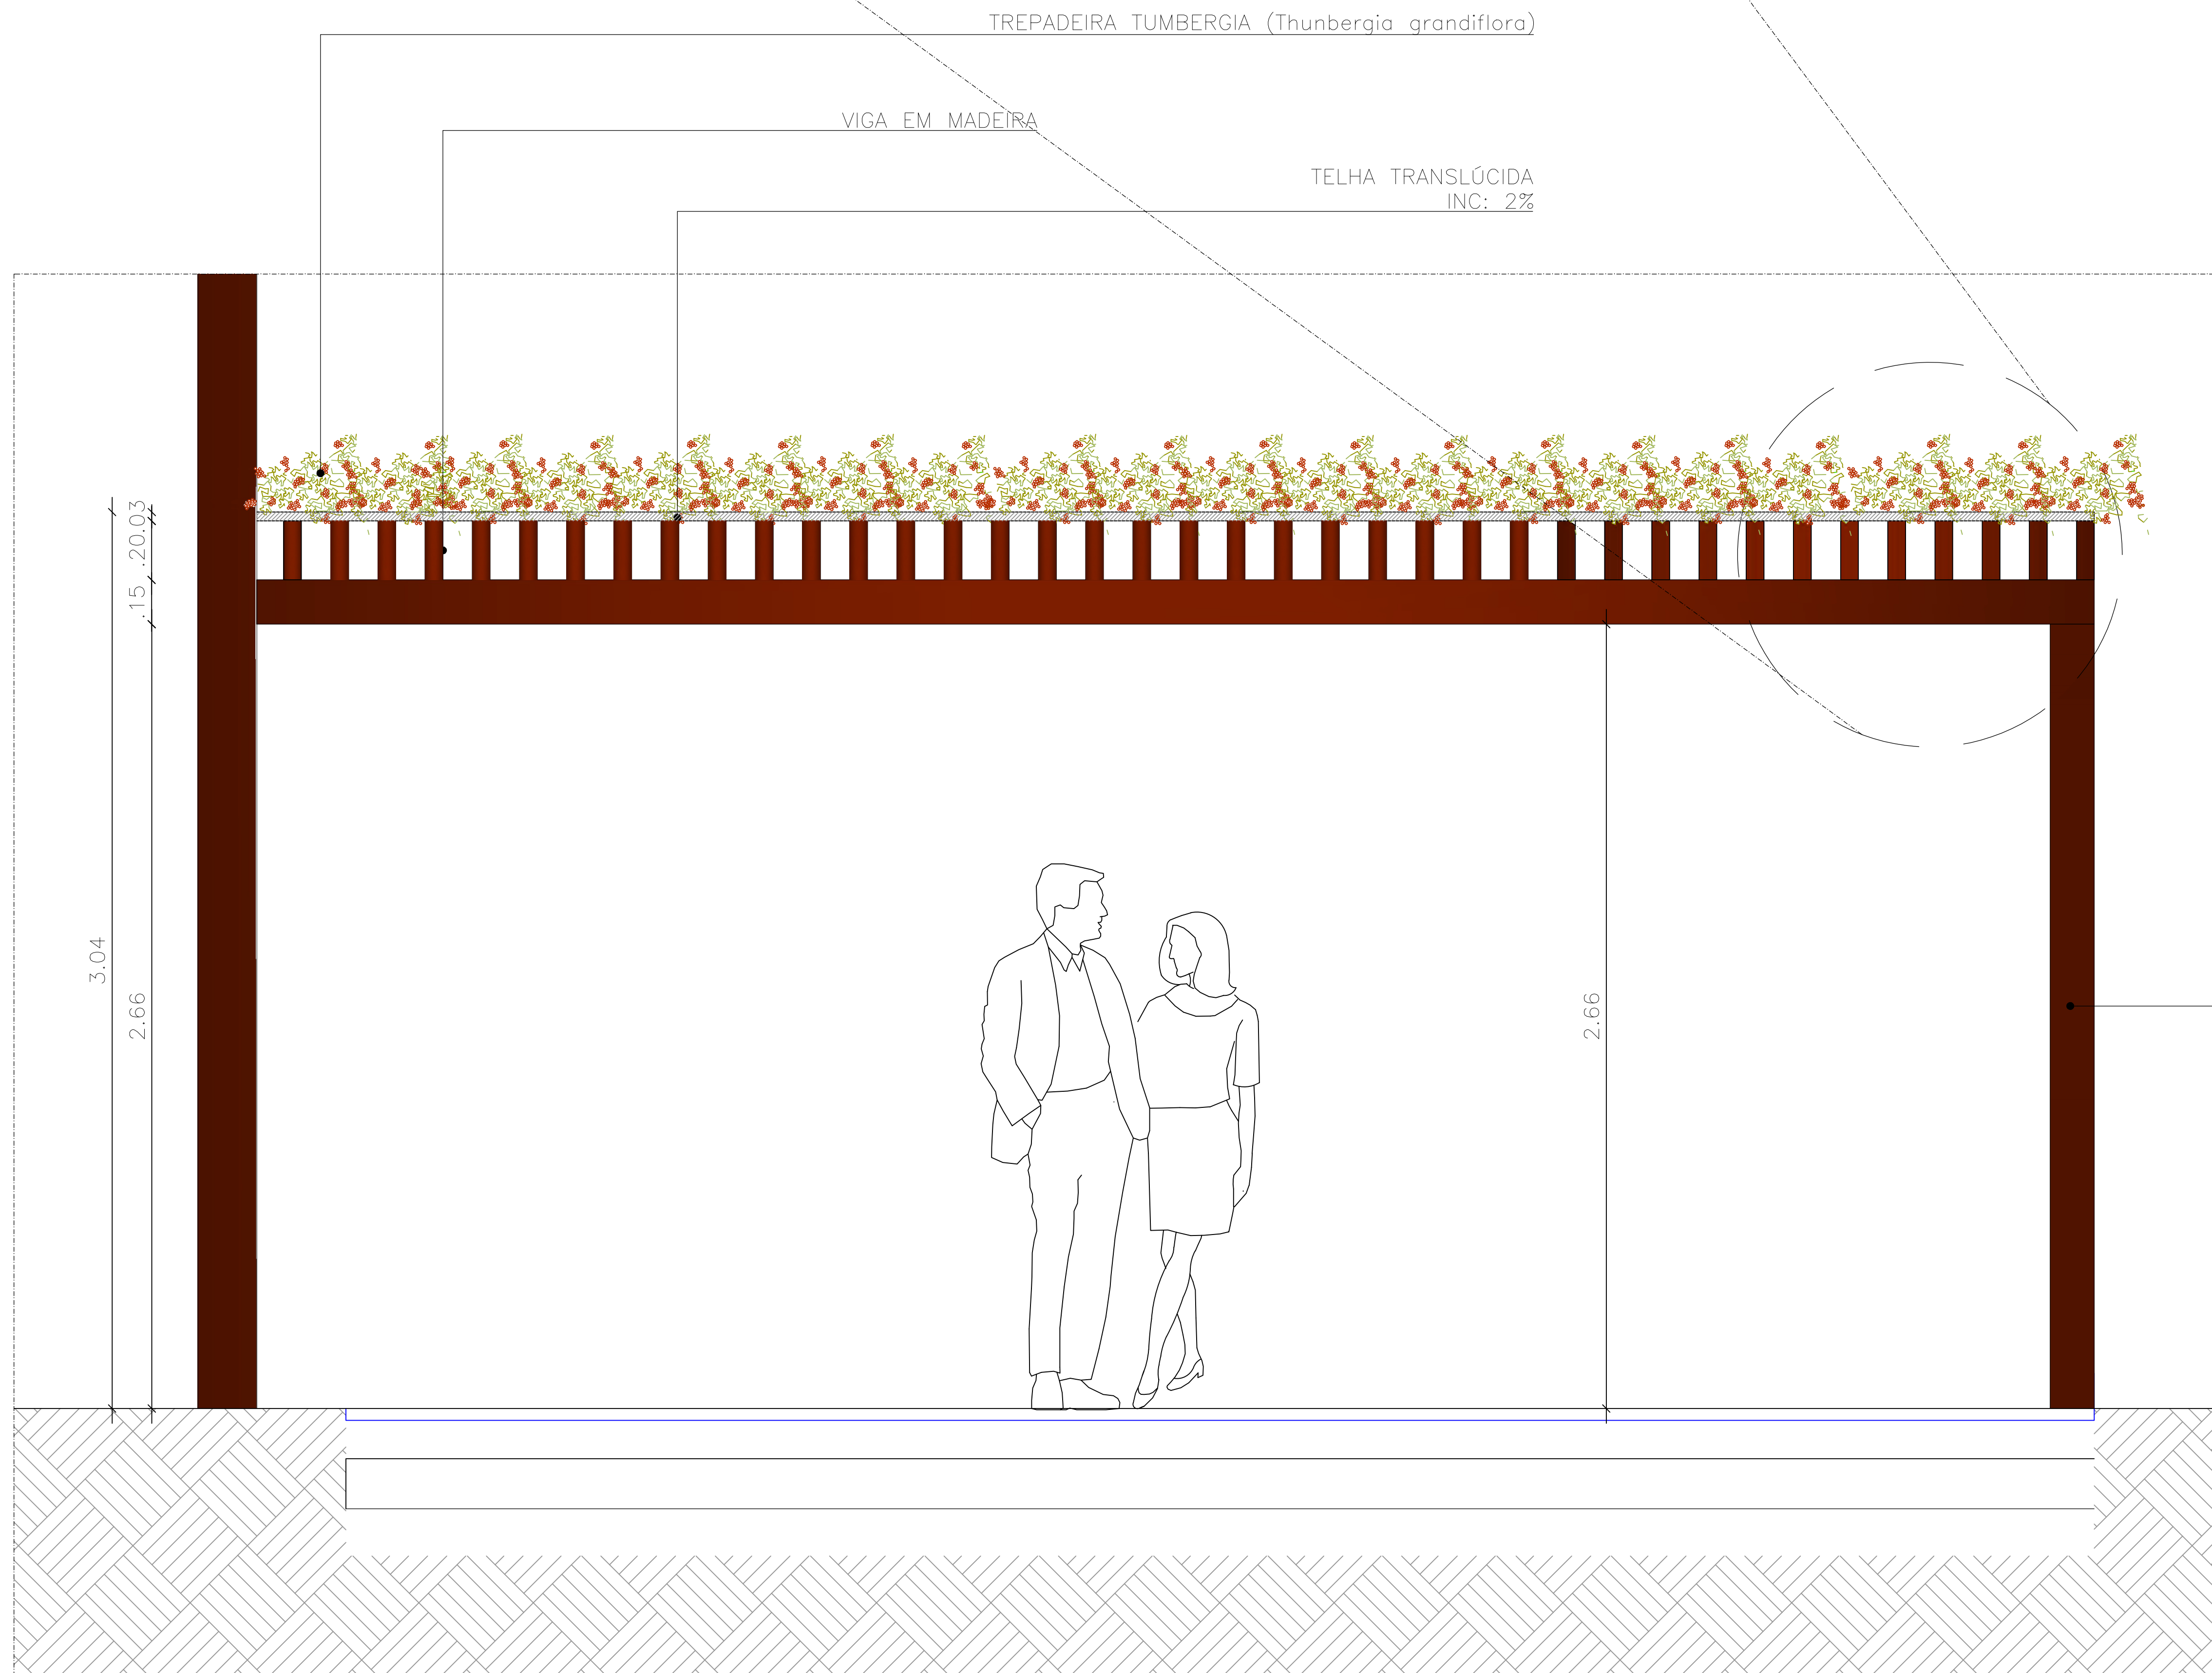 TREPADEIRA TUMBERGIA (Thunbergia grandiflora)
VIGA EM MADEIRA
TELHA TRANSLÚCIDA
INC: 2%
.03
.20
.15
3.04
2.66
2.66